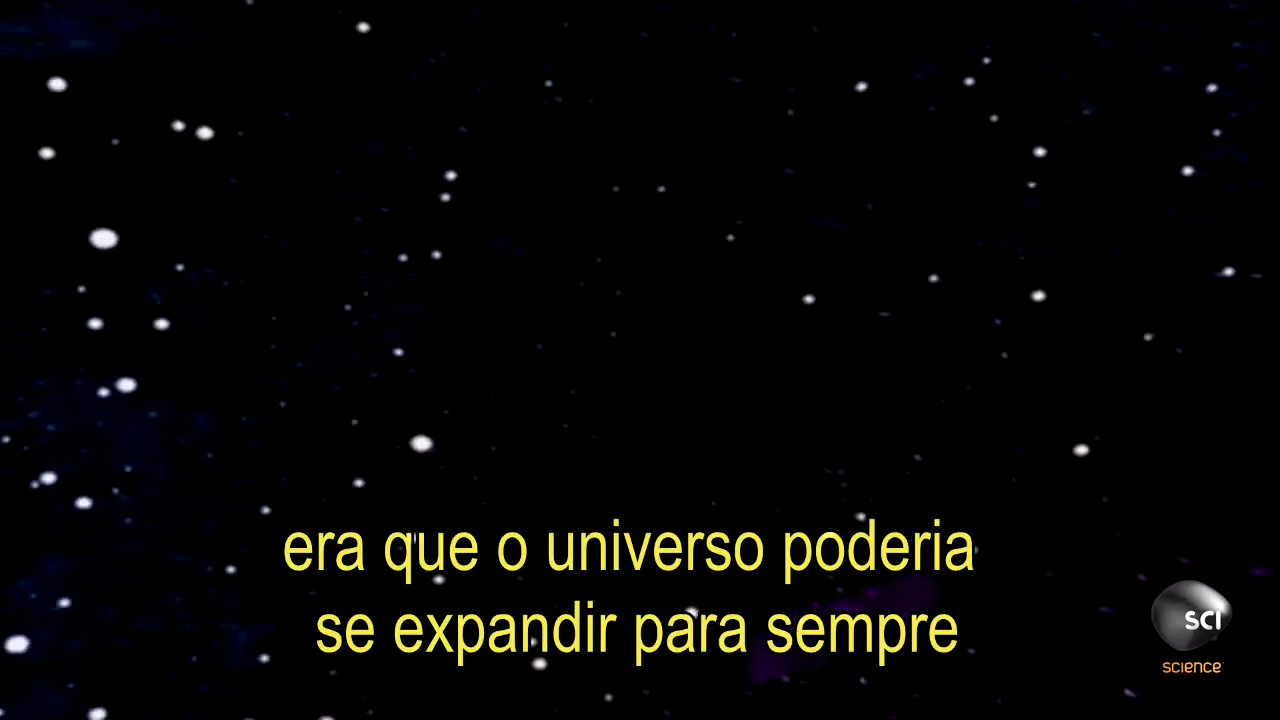 era que o universo poderia
se expandir para sempre
SCI
science